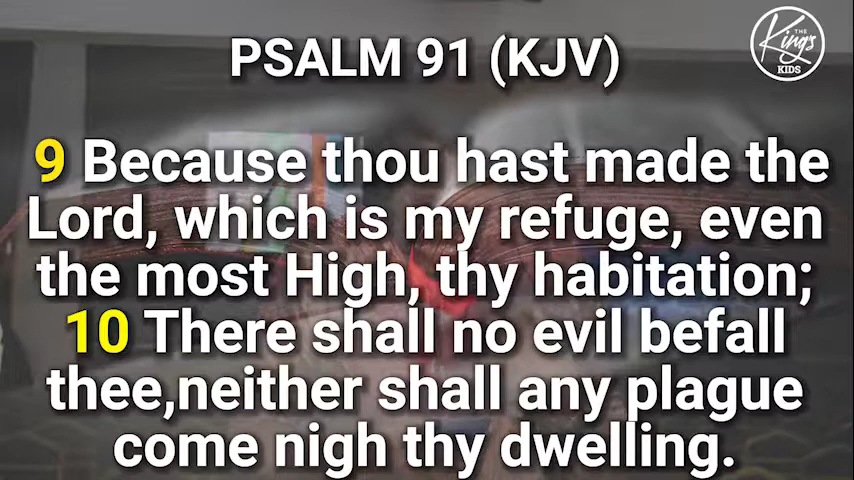 PSALM 91 (KJV)
THE
King's
KIDS
9 Because thou hast made the
Lord, which is my refuge, even
the most High, thy habitation;
10 There shall no evil befall
thee,neither shall any plague
come nigh thy dwelling.